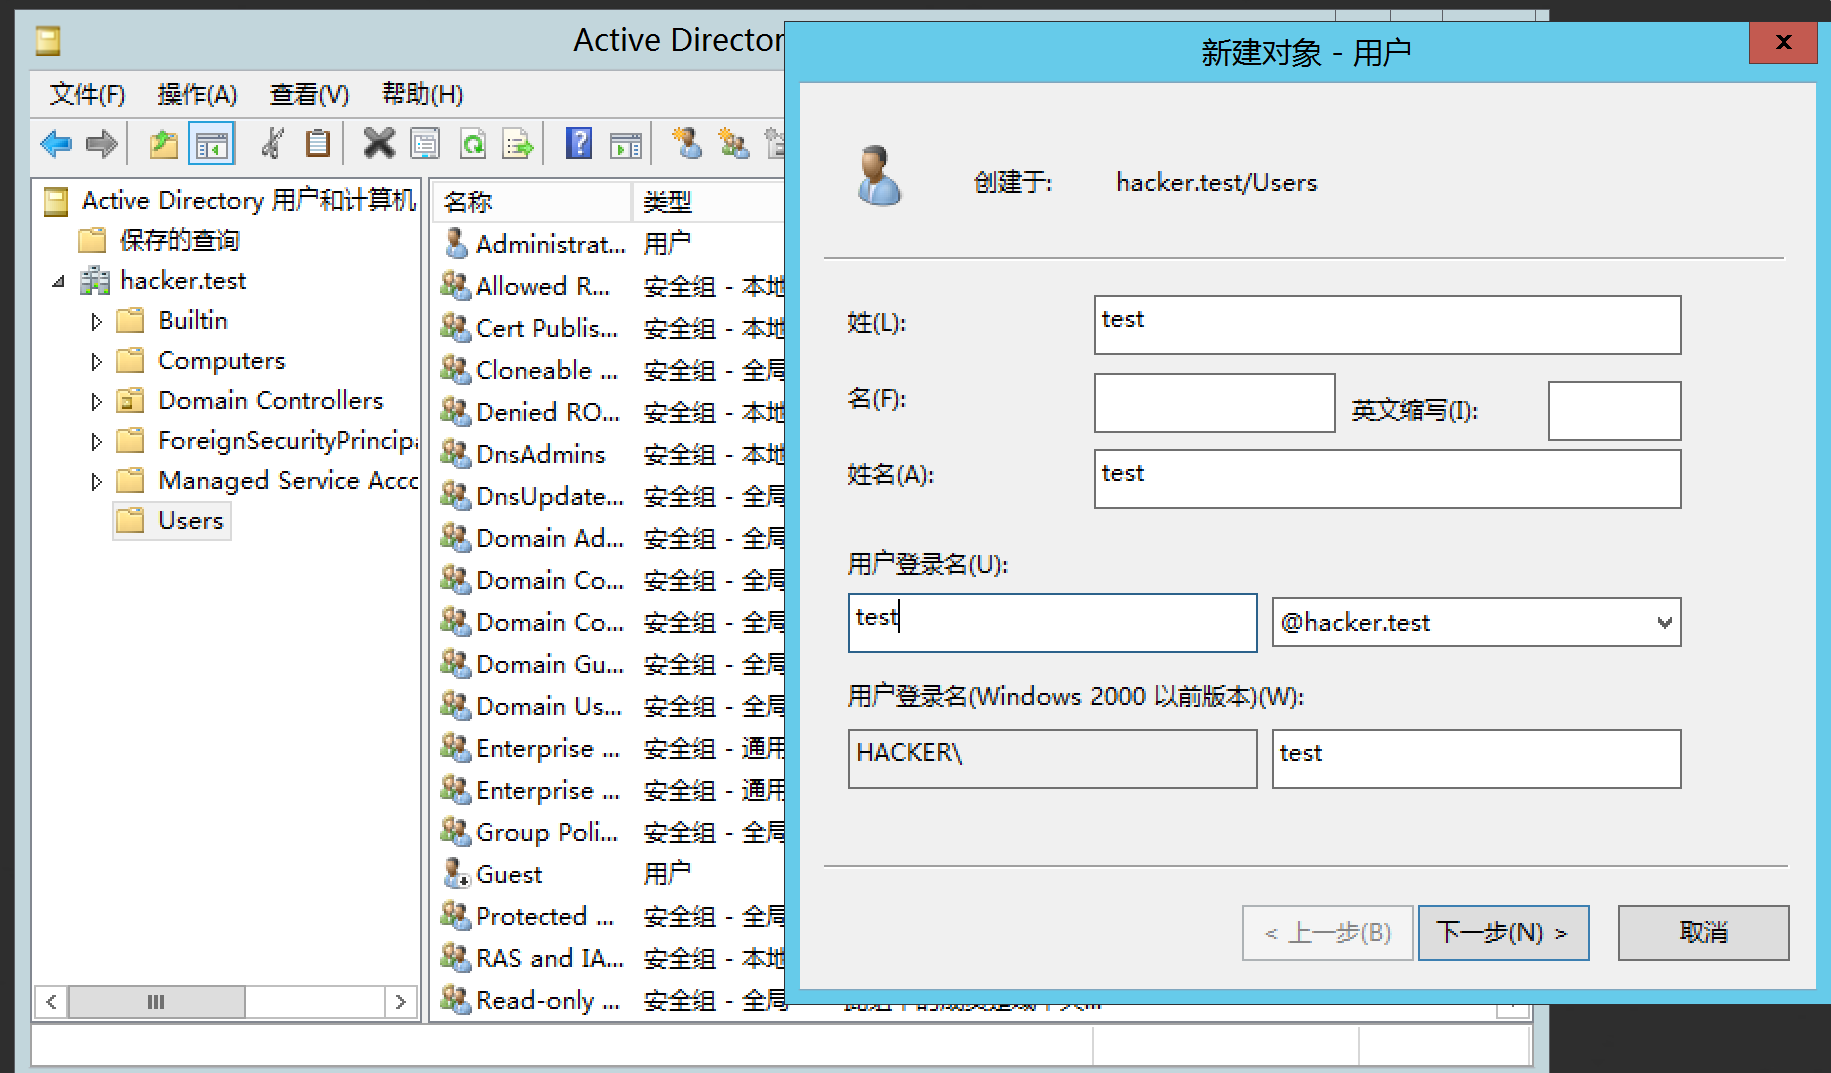 Active Director
文件(F) 操作(A) 查看(V) 帮助(H)
Active Directory 用户和计算机
保存的查询
hacker.test
Builtin
Computers
Domain Controllers
ForeignSecurityPrincipa
Managed Service Acco
Users
名称 类型
Administrat... 用户
Allowed R... 安全组 - 本地
Cert Publis... 安全组 - 本地
Cloneable ... 安全组 - 全局
Denied RO... 安全组 - 本地
DnsAdmins 安全组 - 本地
DnsUpdate... 安全组 - 全局
Domain Ad... 安全组 - 全局
Domain Co... 安全组 - 全局
Domain Co... 安全组 - 全局
Domain Gu... 安全组 - 全局
Domain Us... 安全组 - 全局
Enterprise ... 安全组 - 通用
Enterprise ... 安全组 - 通用
Group Poli... 安全组 - 全局
Guest 用户
Protected ... 安全组 - 全局
RAS and IA... 安全组 - 本地
Read-only ... 安全组 - 全局
新建对象 - 用户
x
创建于: hacker.test/Users
姓(L): test
名(F): 英文缩写(I):
姓名(A): test
用户登录名(U):
test @hacker.test
用户登录名(Windows 2000 以前版本)(W):
HACKER\ test
< 上一步(B) 下一步(N) > 取消